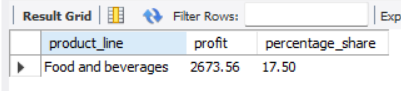 Result Grid Filter Rows: Exp
product_line profit percentage_share
Food and beverages 2673.56 17.50